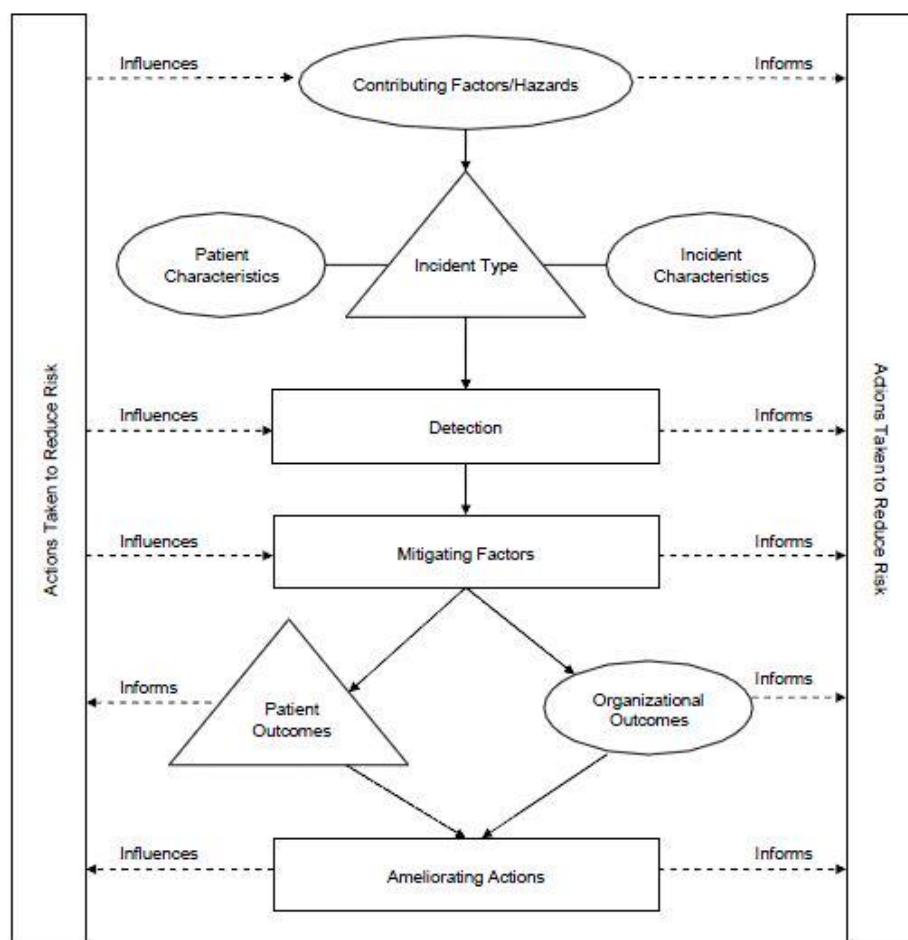 Influences
Informs
Contributing Factors/Hazards
Patient
Characteristics
Incident Type
Incident
Characteristics
Actions Taken to Reduce Risk
Actions Taken to Reduce Risk
Influences
Informs
Detection
Influences
Informs
Mitigating Factors
Informs
Informs
Patient
Outcomes
Organizational
Outcomes
Influences
Informs
Ameliorating Actions